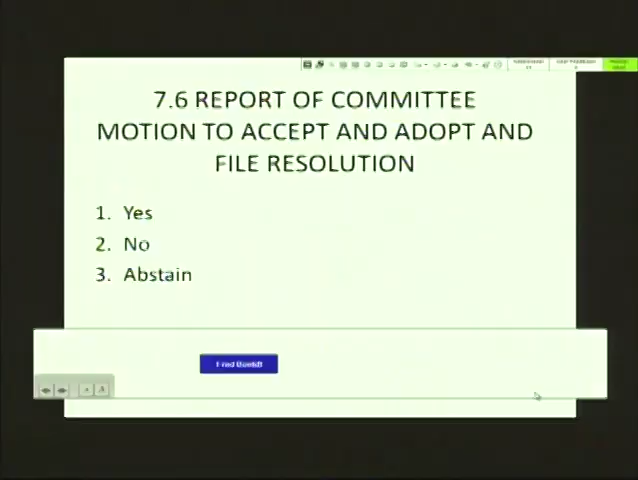 7.6 REPORT OF COMMITTEE
MOTION TO ACCEPT AND ADOPT AND
FILE RESOLUTION
1. Yes
2. No
3. Abstain
Fred